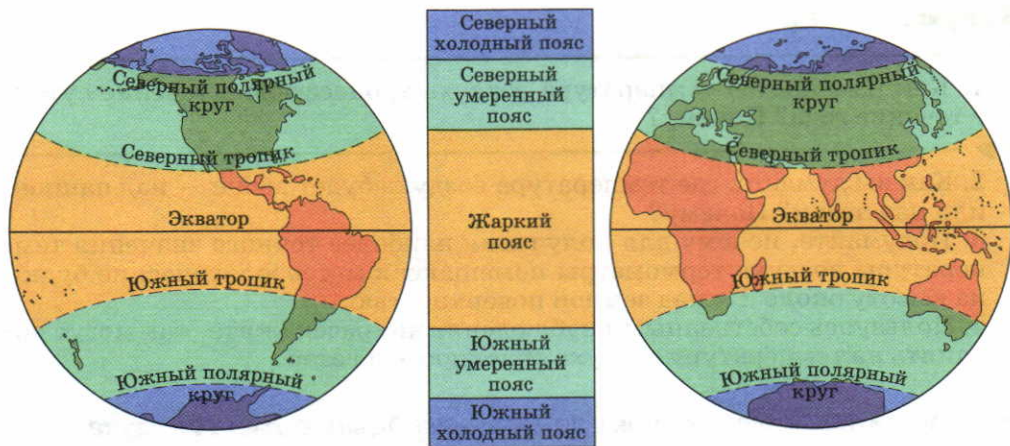 Северный полярный
круг
Северный тропик
Экватор
Южный тропик
Южный полярный
круг
Северный
холодный пояс
Северный
умеренный
пояс
Жаркий
пояс
Южный
умеренный
пояс
Южный
холодный пояс
Северный полярный
круг
Северный тропик
Экватор
Южный тропик
Южный полярный
круг